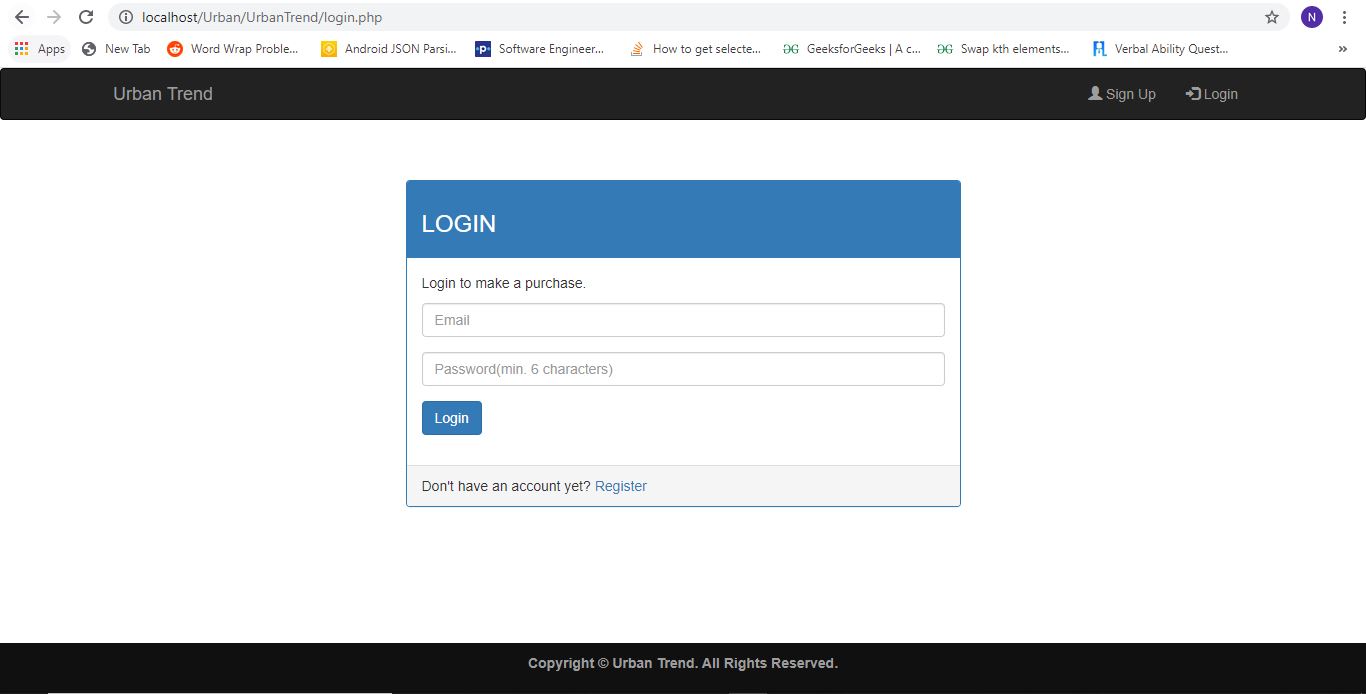 localhost/Urban/UrbanTrend/login.php
N
Apps New Tab Word Wrap Proble... Android JSON Parsi... Software Engineer... How to get selecte... GeeksforGeeks | A c... Swap kth elements... Verbal Ability Quest... »
Urban Trend Sign Up Login
LOGIN
Login to make a purchase.
Email
Password(min. 6 characters)
Login
Don't have an account yet? Register
Copyright © Urban Trend. All Rights Reserved.